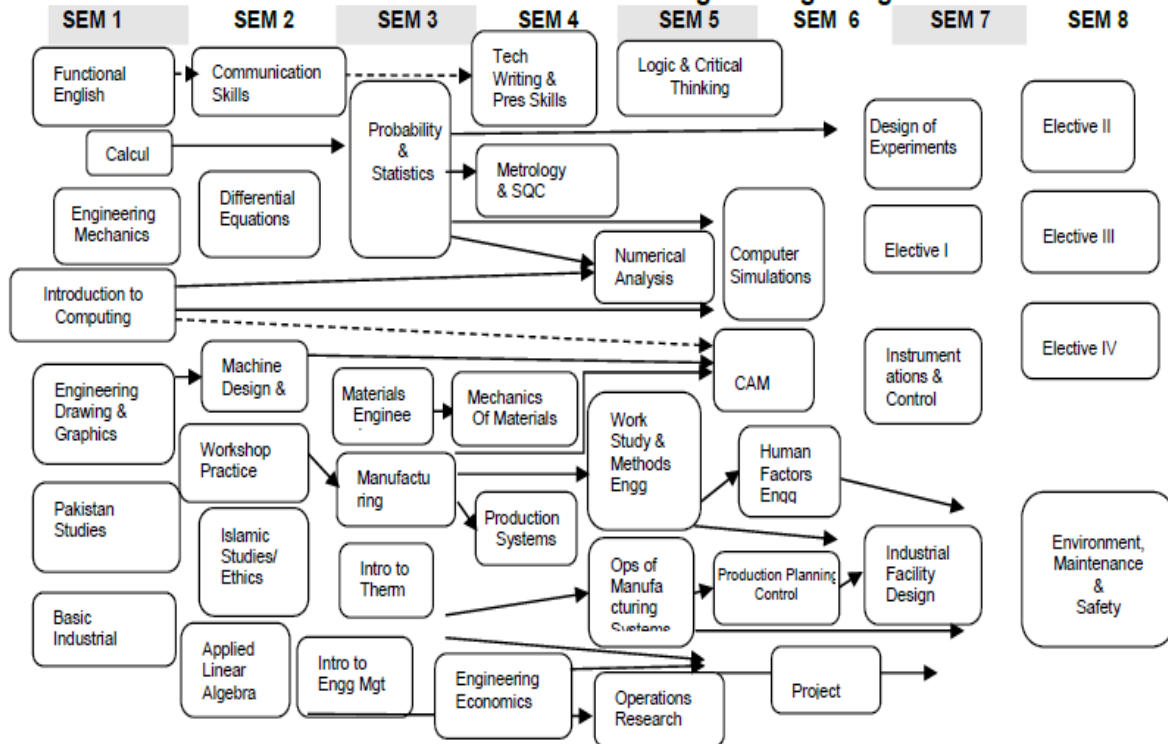 SEM 1
SEM 2
SEM 3
SEM 4
SEM 5
SEM 6
SEM 7
SEM 8
Functional
English
Communication
Skills
Tech
Writing &
Pres Skills
Logic & Critical
Thinking
Calcul
Probability
&
Statistics
Design of
Experiments
Elective II
Engineering
Mechanics
Differential
Equations
Metrology
& SQC
Numerical
Analysis
Computer
Simulations
Elective I
Elective III
Introduction to
Computing
Machine
Design &
CAM
Instrument
ations &
Control
Elective IV
Engineering
Drawing &
Graphics
Materials
Enginee
Mechanics
Of Materials
Work
Study &
Methods
Engg
Human
Factors
Engg
Workshop
Practice
Manufactu
ring
Pakistan
Studies
Islamic
Studies/
Ethics
Production
Systems
Intro to
Therm
Ops of
Manufa
cturing
Systems
Production Planning
Control
Industrial
Facility
Design
Environment,
Maintenance
&
Safety
Basic
Industrial
Applied
Linear
Algebra
Intro to
Engg Mgt
Engineering
Economics
Operations
Research
Project